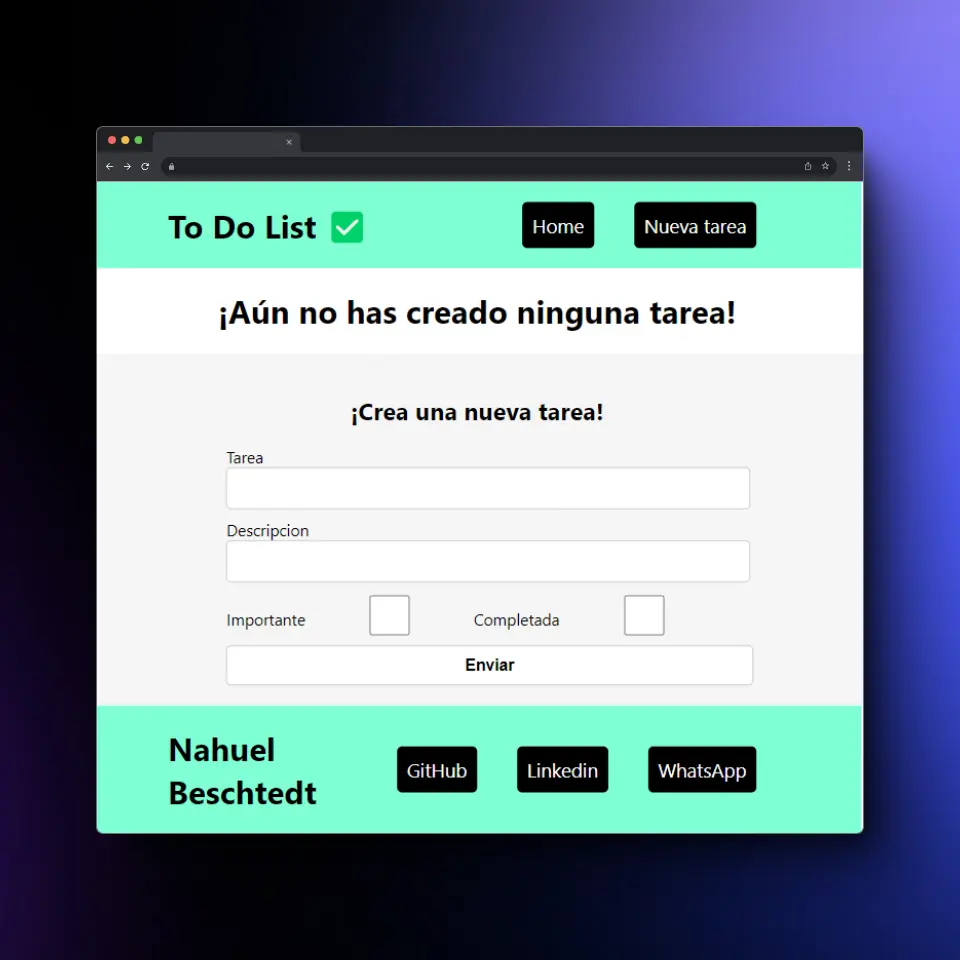 To Do List ✅
Home
Nueva tarea
¡Aún no has creado ninguna tarea!
¡Crea una nueva tarea!
Tarea
Descripcion
Importante
Completada
Enviar
Nahuel
Beschtedt
GitHub
Linkedin
WhatsApp